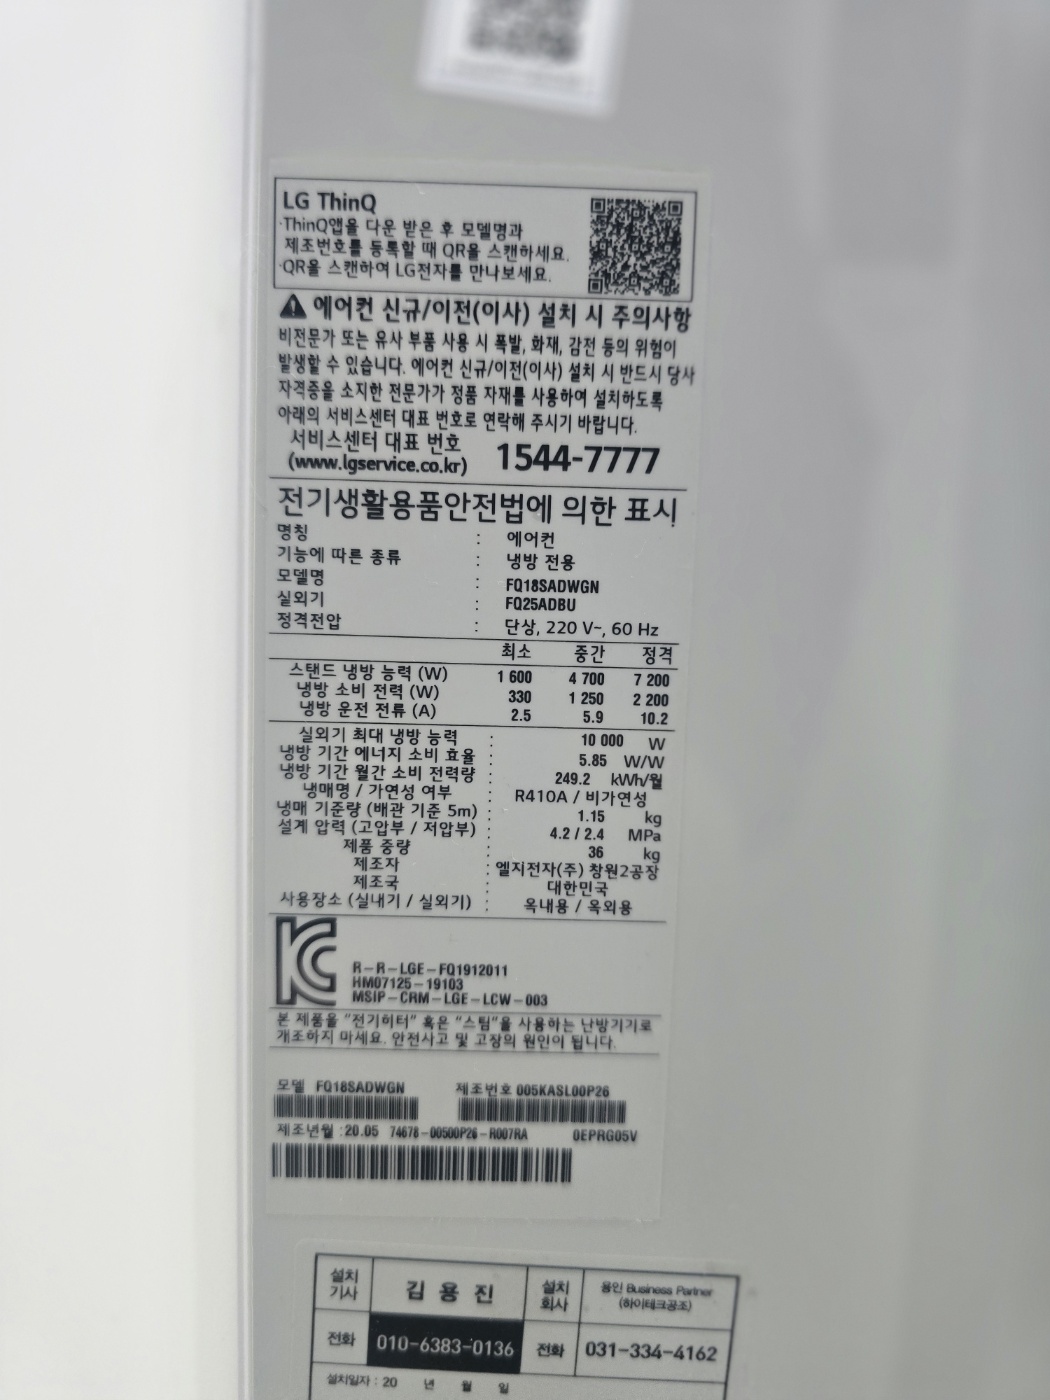 LG ThinQ
·ThinQ앱을 다운 받은 후 모델명과
제조번호를 등록할 때 QR을 스캔하세요.
·QR을 스캔하여 LG전자를 만나보세요.
에어컨 신규/이전(이사) 설치 시 주의사항
비전문가 또는 유사 부품 사용 시 폭발, 화재, 감전 등의 위험이
발생할 수 있습니다. 에어컨 신규/이전(이사) 설치 시 반드시 당사
자격증을 소지한 전문가가 정품 자재를 사용하여 설치하도록
아래의 서비스센터 대표 번호로 연락해 주시기 바랍니다.
서비스센터 대표 번호
(www.lgservice.co.kr) 1544-7777
전기생활용품안전법에 의한 표시
명칭 : 에어컨
기능에 따른 종류 : 냉방 전용
모델명 : FQ18SADWGN
실외기 : FQ25ADBU
정격전압 : 단상, 220 V~, 60 Hz
최소 중간 정격
스탠드 냉방 능력 (W) 1 600 4 700 7 200
냉방 소비 전력 (W) 330 1 250 2 200
냉방 운전 전류 (A) 2.5 5.9 10.2
실외기 최대 냉방 능력 : 10 000 W
냉방 기간 에너지 소비 효율 : 5.85 W/W
냉방 기간 월간 소비 전력량 : 249.2 kWh/월
냉매명 / 가연성 여부 : R410A / 비가연성
냉매 기준량 (배관 기준 5m) : 1.15 kg
설계 압력 (고압부 / 저압부) : 4.2 / 2.4 MPa
제품 중량 : 36 kg
제조자 : 엘지전자(주) 창원2공장
제조국 : 대한민국
사용장소 (실내기 / 실외기) : 옥내용 / 옥외용
R-R-LGE-FQ1912011
HM07125-19103
MSIP-CRM-LGE-LCW-003
본 제품을 "전기히터" 혹은 "스팀"을 사용하는 난방기기로
개조하지 마세요. 안전사고 및 고장의 원인이 됩니다.
모델 FQ18SADWGN 제조번호 005KASL00P26
제조년월 : 20.05 74678-00500P26-R007RA 0EPRG05V
설치기사 김 용 진 설치회사 용인 Business Partner
(하이테크공조)
전화 010-6383-0136 전화 031-334-4162
설치일자 : 20 년 월 일